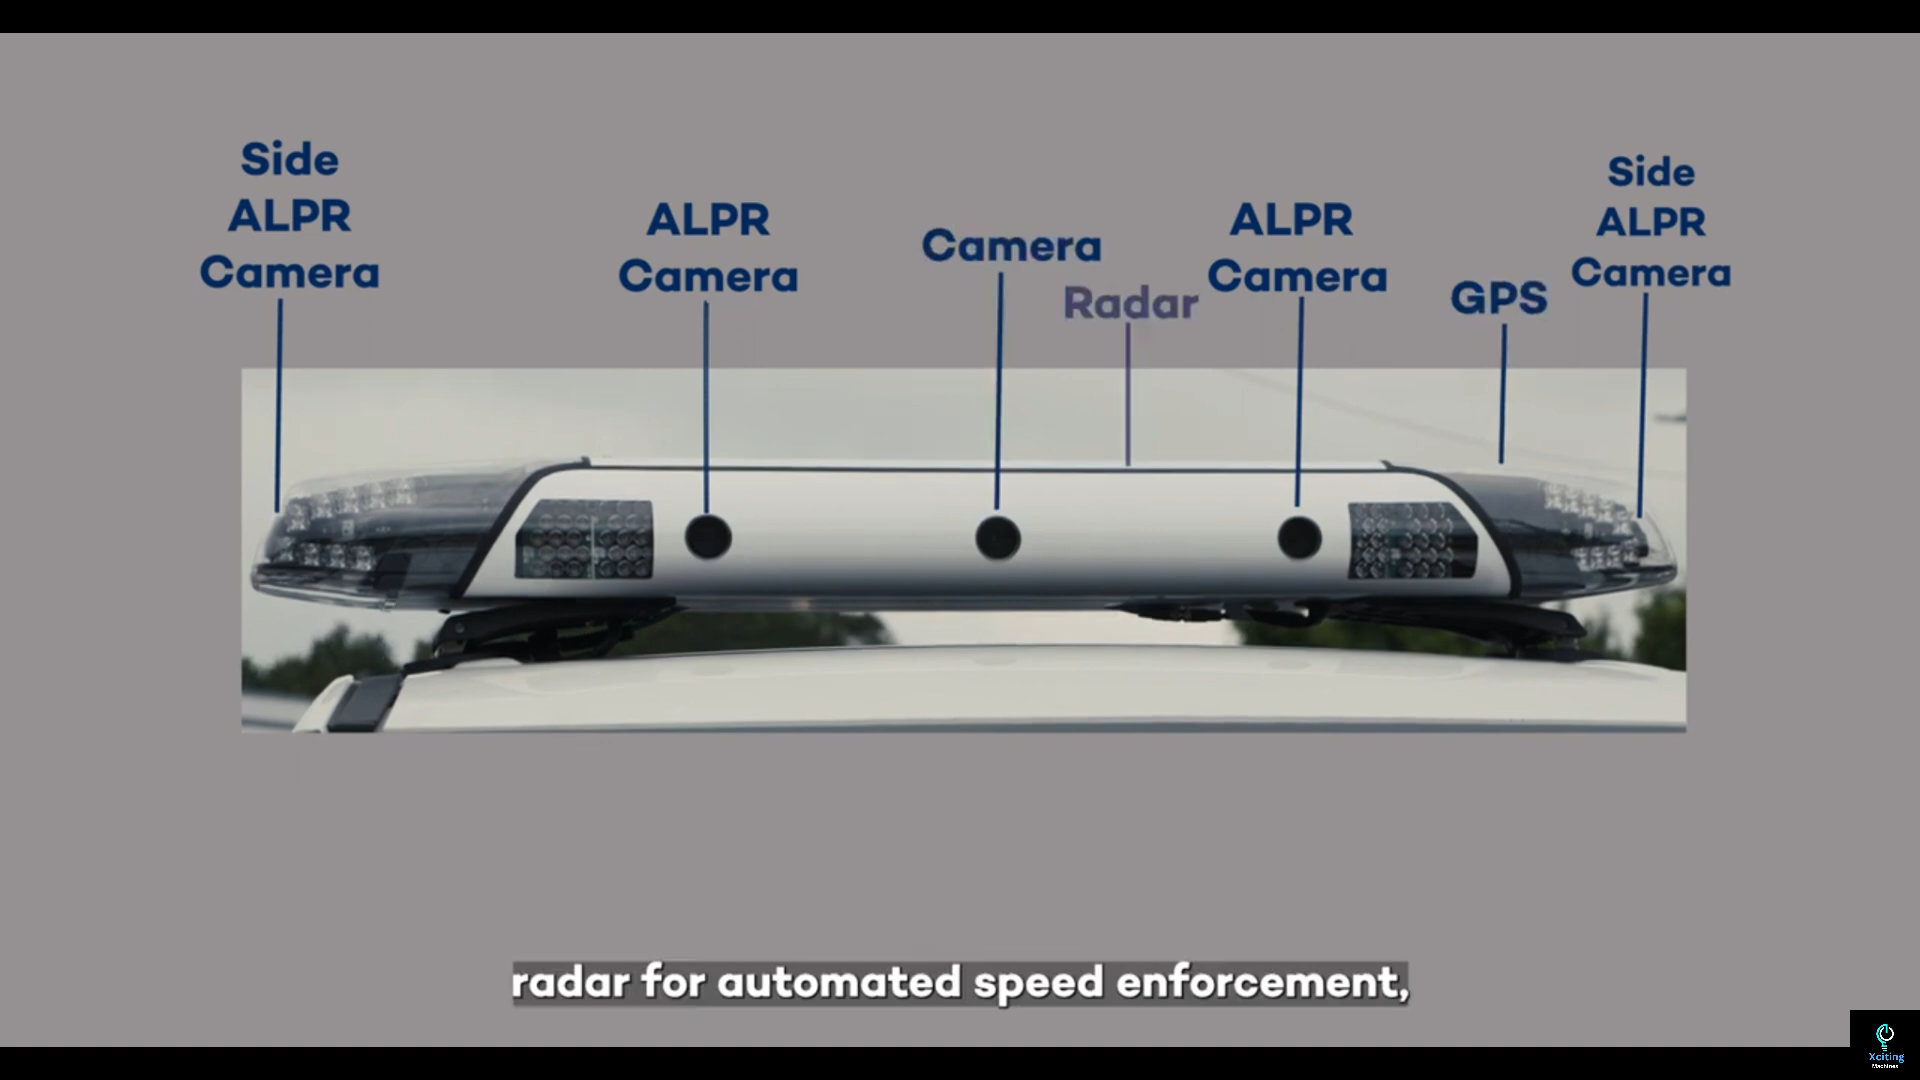 Side
ALPR
Camera
ALPR
Camera
Camera
Radar
ALPR
Camera
GPS
Side
ALPR
Camera
radar for automated speed enforcement,
Xciting
Machines